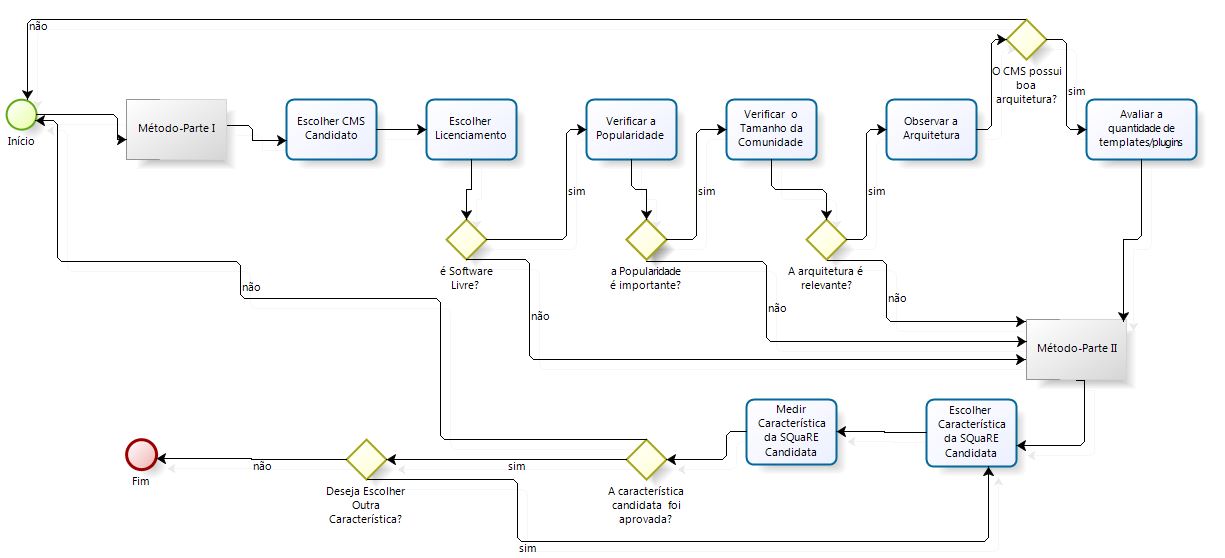 não
O CMS possui
boa
arquitetura?
sim
Início
Método-Parte I
Escolher CMS
Candidato
Escolher
Licenciamento
Verificar a
Popularidade
Verificar o
Tamanho da
Comunidade
Observar a
Arquitetura
Avaliar a
quantidade de
templates/plugins
sim
sim
sim
é Software
Livre?
a Popularidade
é importante?
A arquitetura é
relevante?
não
não
não
não
Método-Parte II
Medir
Característica
da SQuaRE
Candidata
Escolher
Característica
da SQuaRE
Candidata
Fim
não
Deseja Escolher
Outra
Característica?
sim
A característica
candidata foi
aprovada?
sim